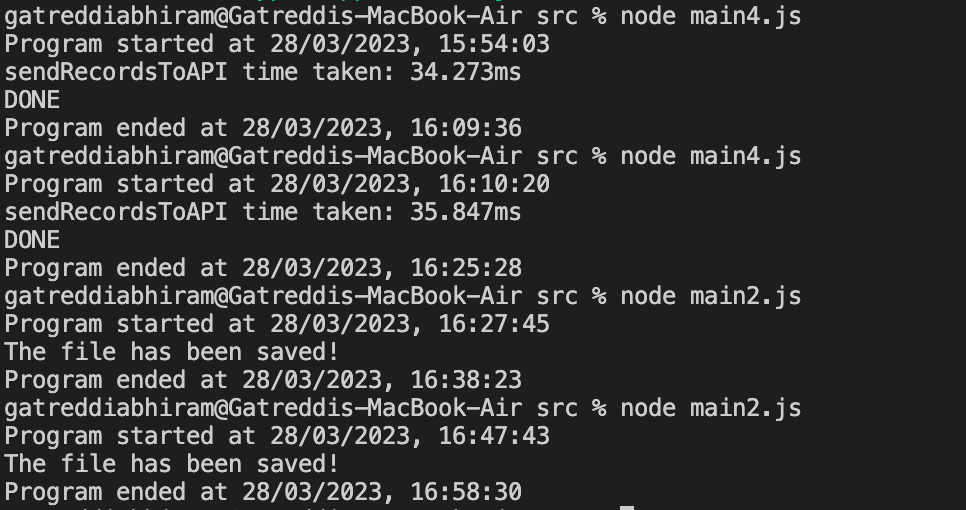 gatreddiabhiram@Gatreddis-MacBook-Air src % node main4.js
Program started at 28/03/2023, 15:54:03
sendRecordsToAPI time taken: 34.273ms
DONE
Program ended at 28/03/2023, 16:09:36
gatreddiabhiram@Gatreddis-MacBook-Air src % node main4.js
Program started at 28/03/2023, 16:10:20
sendRecordsToAPI time taken: 35.847ms
DONE
Program ended at 28/03/2023, 16:25:28
gatreddiabhiram@Gatreddis-MacBook-Air src % node main2.js
Program started at 28/03/2023, 16:27:45
The file has been saved!
Program ended at 28/03/2023, 16:38:23
gatreddiabhiram@Gatreddis-MacBook-Air src % node main2.js
Program started at 28/03/2023, 16:47:43
The file has been saved!
Program ended at 28/03/2023, 16:58:30